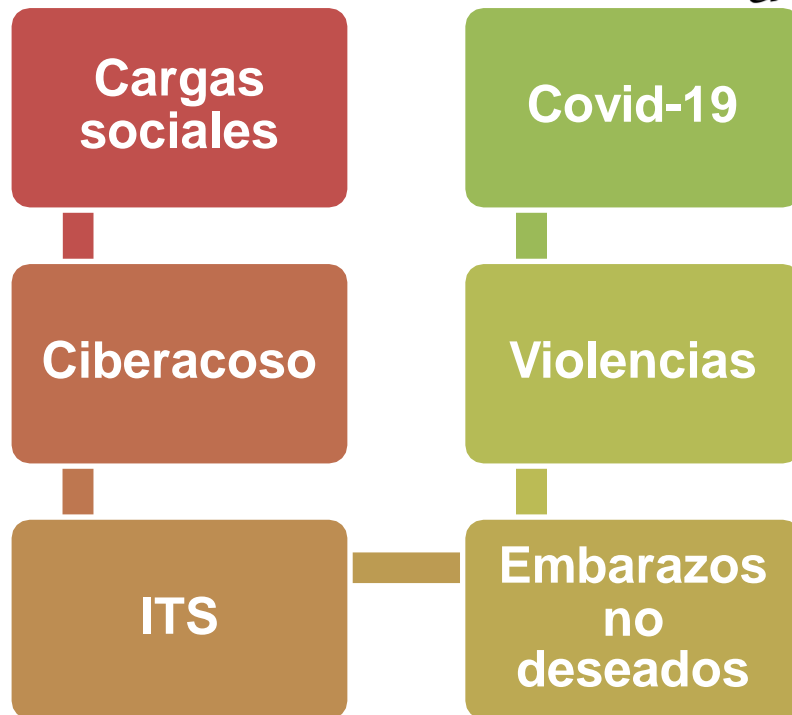 Cargas
sociales
Ciberacoso
ITS
Embarazos
no
deseados
Violencias
Covid-19